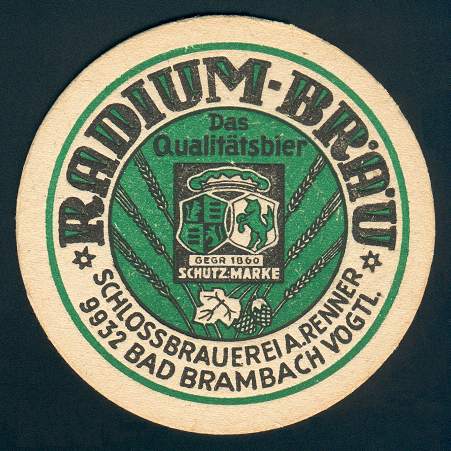 RADIUM-BRÄU
Das
Qualitätsbier
GEGR 1860
SCHUTZ-MARKE
SCHLOSSBRAUEREI A. RENNER
9932 BAD BRAMBACH VOGTL.